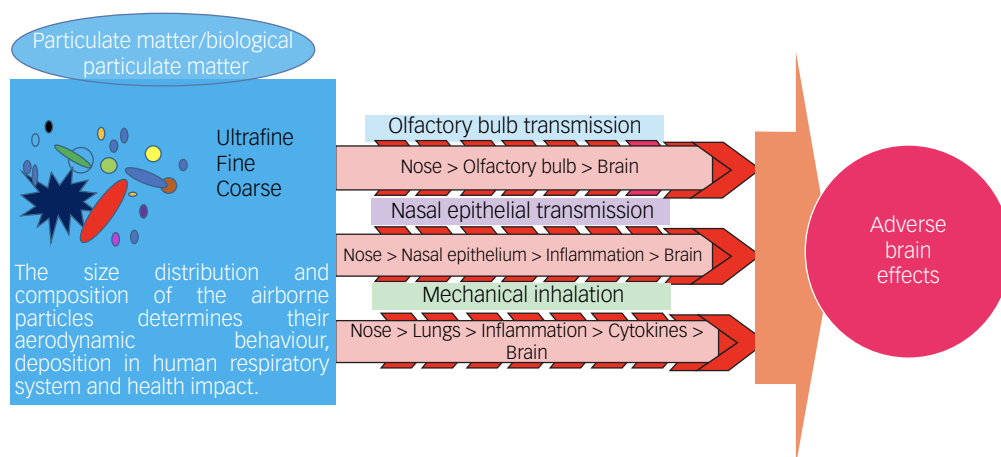 Particulate matter/biological
particulate matter
Ultrafine
Fine
Coarse
The size distribution and
composition of the airborne
particles determines their
aerodynamic behaviour,
deposition in human respiratory
system and health impact.
Olfactory bulb transmission
Nose > Olfactory bulb > Brain
Nasal epithelial transmission
Nose > Nasal epithelium > Inflammation > Brain
Mechanical inhalation
Nose > Lungs > Inflammation > Cytokines >
Brain
Adverse
brain
effects